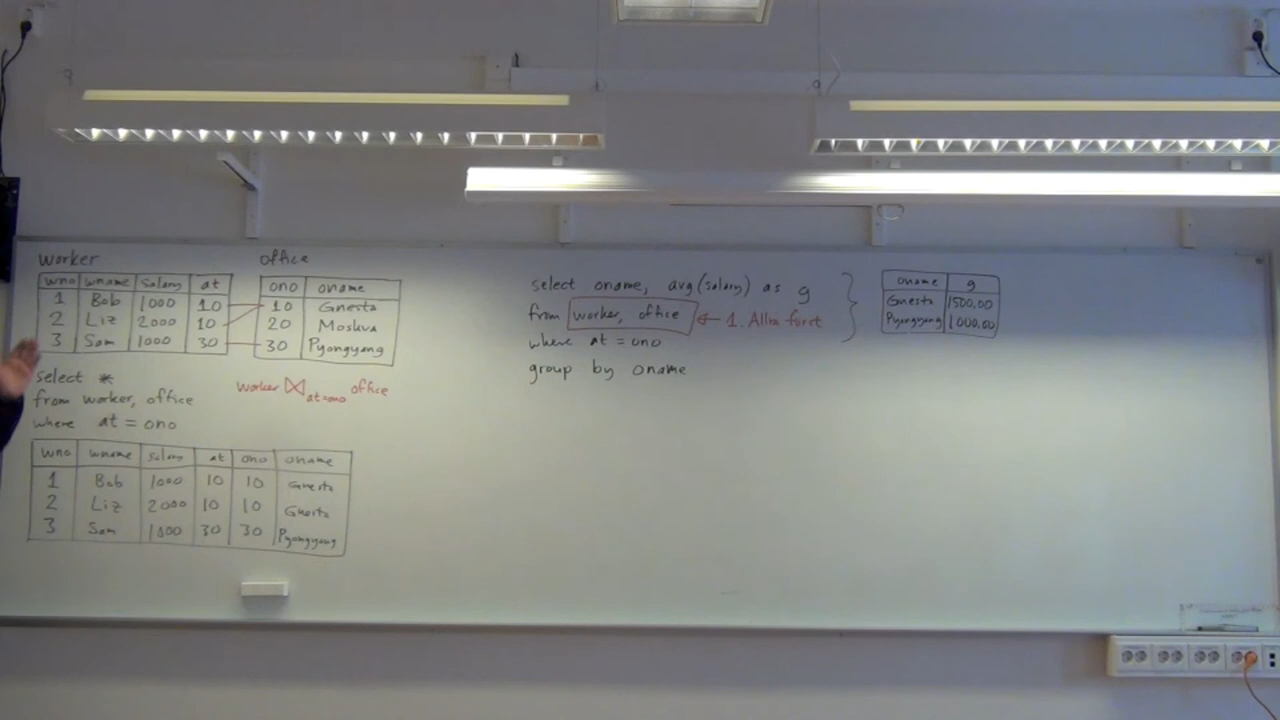 worker
wno wname salary at
1 Bob 1000 10
2 Liz 2000 10
3 Sam 1000 30
office
ono oname
10 Gnesta
20 Moskva
30 Pyongyang
select *
from worker, office
where at = ono
worker ⋈ at=ono office
wno wname salary at ono oname
1 Bob 1000 10 10 Gnesta
2 Liz 2000 10 10 Gnesta
3 Sam 1000 30 30 Pyongyang
select oname, avg(salary) as g
from worker, office ← 1. Allra först
where at = ono
group by oname
oname g
Gnesta 1500.00
Pyongyang 1000.00